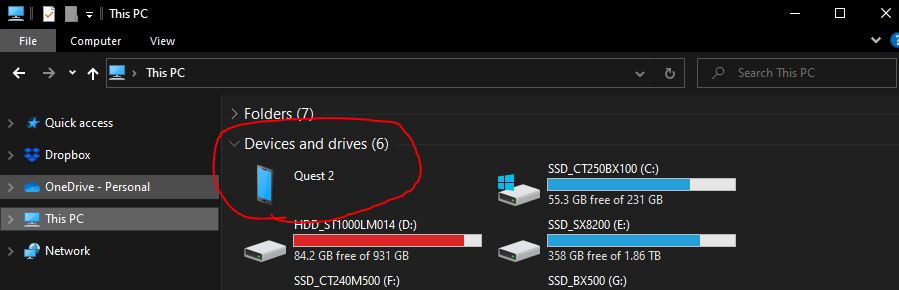 This PC
File
Computer
View
This PC
Search This PC
Quick access
Dropbox
OneDrive - Personal
This PC
Network
Folders (7)
Devices and drives (6)
Quest 2
SSD_CT250BX100 (C:)
55.3 GB free of 231 GB
HDD_ST1000LM014 (D:)
84.2 GB free of 931 GB
SSD_SX8200 (E:)
358 GB free of 1.86 TB
SSD_CT240M500 (F:)
SSD_BX500 (G:)